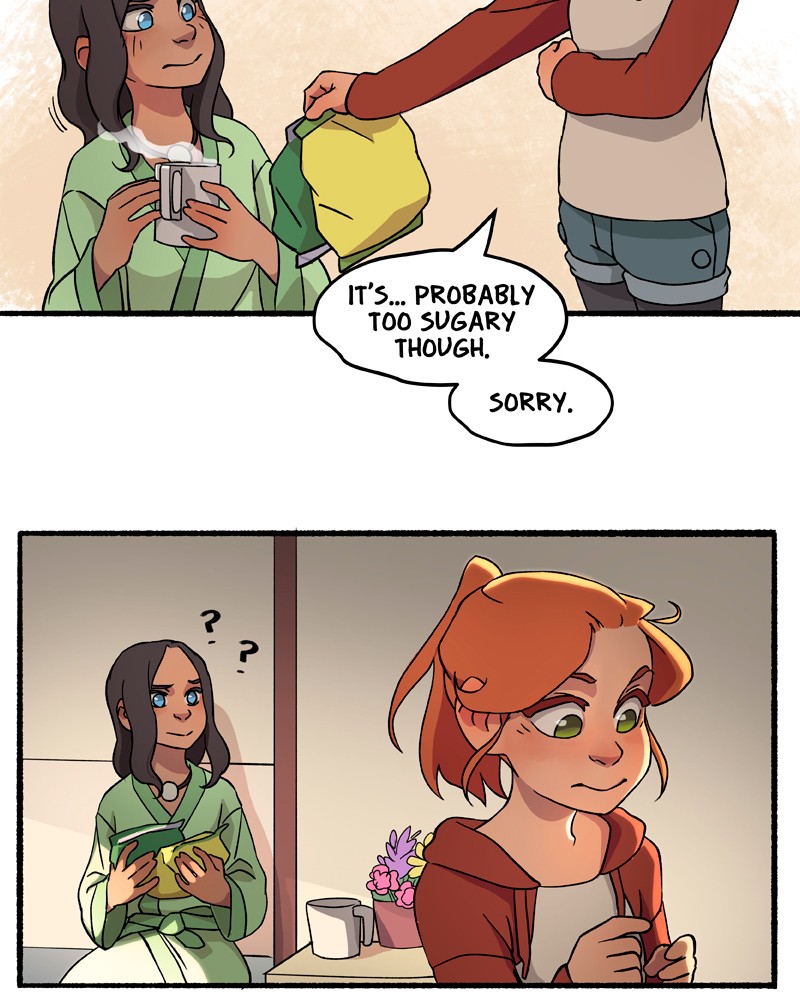 IT'S... PROBABLY
TOO SUGARY
THOUGH.
SORRY.
? ?